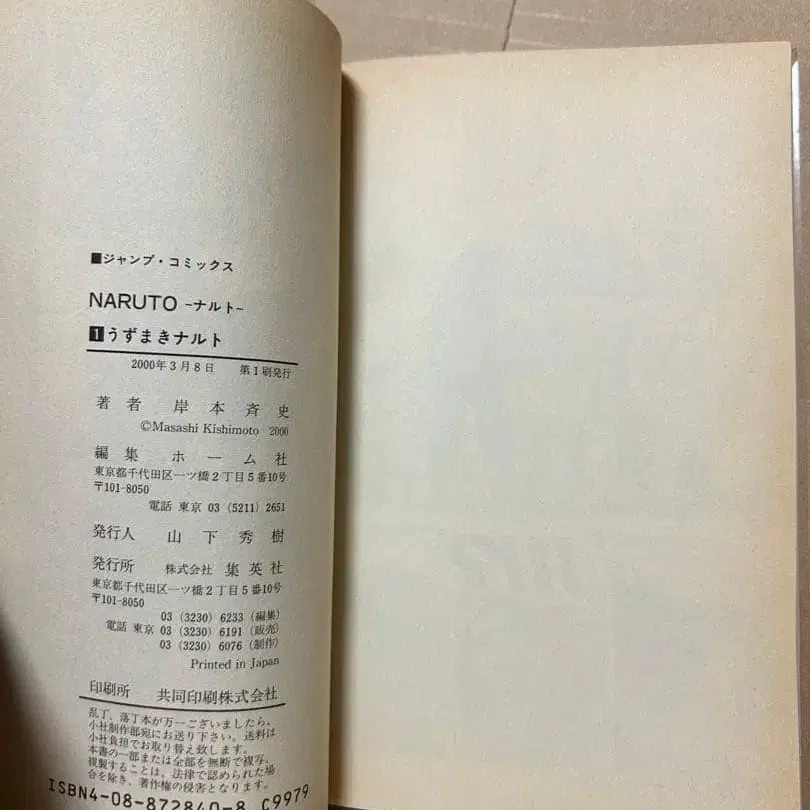 ■ジャンプ・コミックス
NARUTO -ナルト-
1 うずまきナルト
2000年3月8日 第1刷発行
著者 岸本斉史
©Masashi Kishimoto 2000
編集 ホーム社
東京都千代田区一ツ橋2丁目5番10号
〒101-8050
電話 東京 03 (5211) 2651
発行人 山下秀樹
発行所 株式会社 集英社
東京都千代田区一ツ橋2丁目5番10号
〒101-8050
03 (3230) 6233 (編集)
電話 東京 03 (3230) 6191 (販売)
03 (3230) 6076 (制作)
Printed in Japan
印刷所 共同印刷株式会社
乱丁、落丁本が万一ございましたら、
小社制作部宛にお送り下さい。送料は
小社負担でお取り替え致します。
本書の一部または全部を無断で複写、
複製することは、法律で認められた場
合を除き、著作権の侵害となります。
ISBN4-08-872840-8 C9979